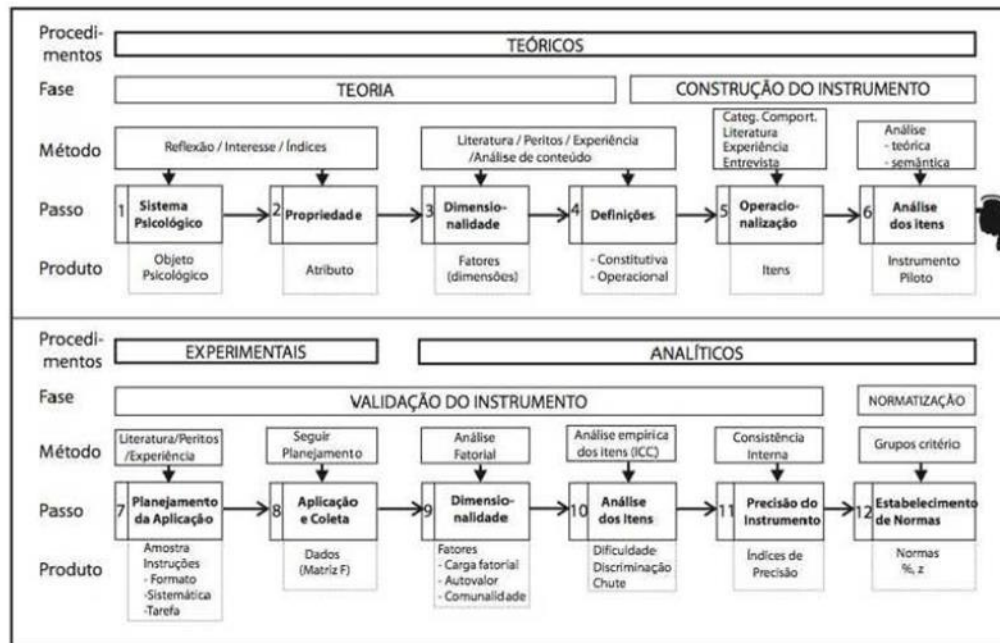 Procedi-
mentos
TEÓRICOS
Fase
TEORIA
CONSTRUÇÃO DO INSTRUMENTO
Método
Reflexão / Interesse / Índices
Literatura / Peritos / Experiência
/Análise de conteúdo
Categ. Comport.
Literatura
Experiência
Entrevista
Análise
- teórica
- semântica
Passo
1 Sistema
Psicológico
2 Propriedade
3 Dimensio-
nalidade
4 Definições
5 Operacio-
nalização
6 Análise
dos itens
Produto
Objeto
Psicológico
Atributo
Fatores
(dimensões)
- Constitutiva
- Operacional
Itens
Instrumento
Piloto
Procedi-
mentos
EXPERIMENTAIS
ANALÍTICOS
Fase
VALIDAÇÃO DO INSTRUMENTO
NORMATIZAÇÃO
Método
Literatura/Peritos
/Experiência
Seguir
Planejamento
Análise
Fatorial
Análise empírica
dos itens (ICC)
Consistência
Interna
Grupos critério
Passo
7 Planejamento
da Aplicação
8 Aplicação
e Coleta
9 Dimensio-
nalidade
10 Análise
dos Itens
11 Precisão do
Instrumento
12 Estabelecimento
de Normas
Produto
Amostra
Instruções
- Formato
-Sistemática
-Tarefa
Dados
(Matriz F)
Fatores
- Carga fatorial
- Autovalor
- Comunalidade
Dificuldade
Discriminação
Chute
Índices de
Precisão
Normas
%, z